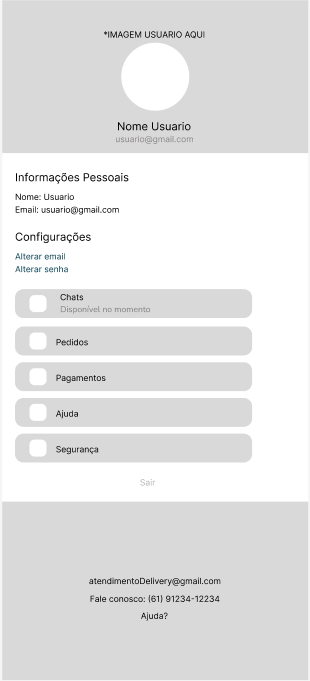 *IMAGEM USUARIO AQUI
Nome Usuario
usuario@gmail.com
Informações Pessoais
Nome: Usuario
Email: usuario@gmail.com
Configurações
Alterar email
Alterar senha
Chats
Disponível no momento
Pedidos
Pagamentos
Ajuda
Segurança
Sair
atendimentoDelivery@gmail.com
Fale conosco: (61) 91234-12234
Ajuda?